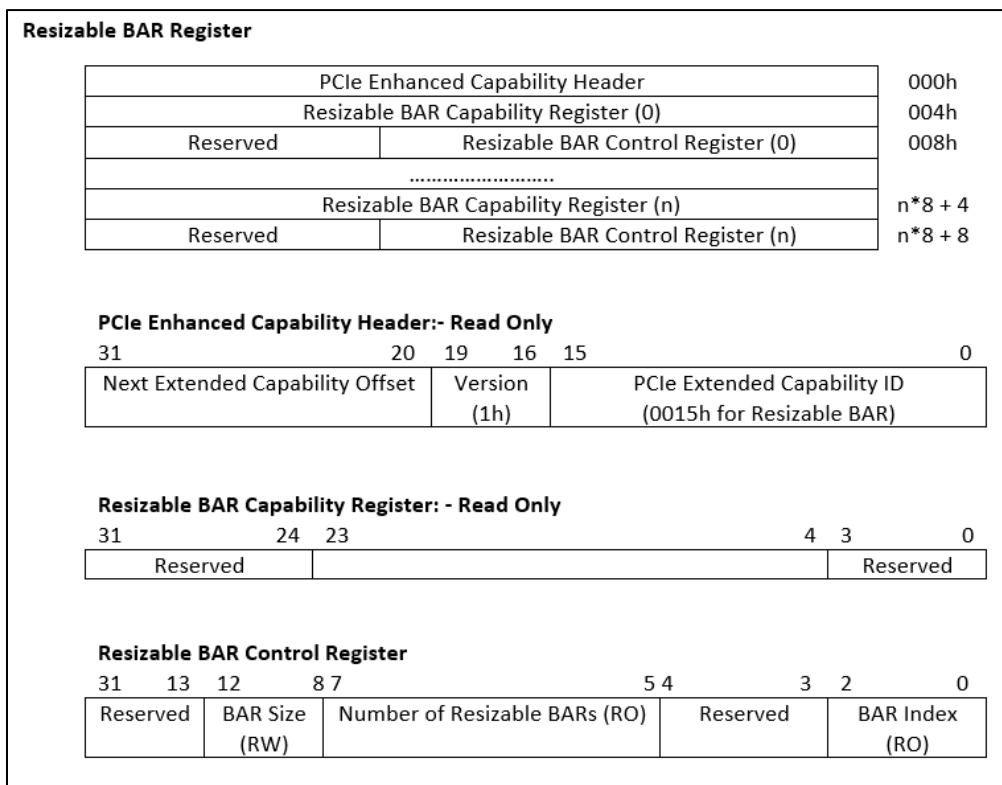 Resizable BAR Register
PCIe Enhanced Capability Header 000h
Resizable BAR Capability Register (0) 004h
Reserved Resizable BAR Control Register (0) 008h
……………………..
Resizable BAR Capability Register (n) n*8 + 4
Reserved Resizable BAR Control Register (n) n*8 + 8
PCIe Enhanced Capability Header:- Read Only
31 20 19 16 15 0
Next Extended Capability Offset Version PCIe Extended Capability ID
(1h) (0015h for Resizable BAR)
Resizable BAR Capability Register: - Read Only
31 24 23 4 3 0
Reserved Reserved
Resizable BAR Control Register
31 13 12 8 7 5 4 3 2 0
Reserved BAR Size Number of Resizable BARs (RO) Reserved BAR Index
(RW) (RO)